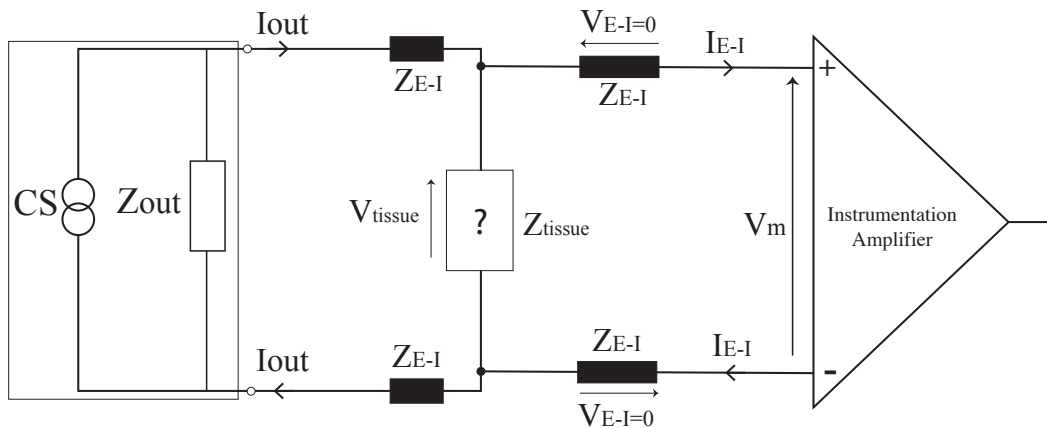 Iout
VE-I=0
IE-I
ZE-I
ZE-I
+
CS
Zout
Vtissue
?
Ztissue
Vm
Instrumentation
Amplifier
Iout
ZE-I
ZE-I
IE-I
-
VE-I=0